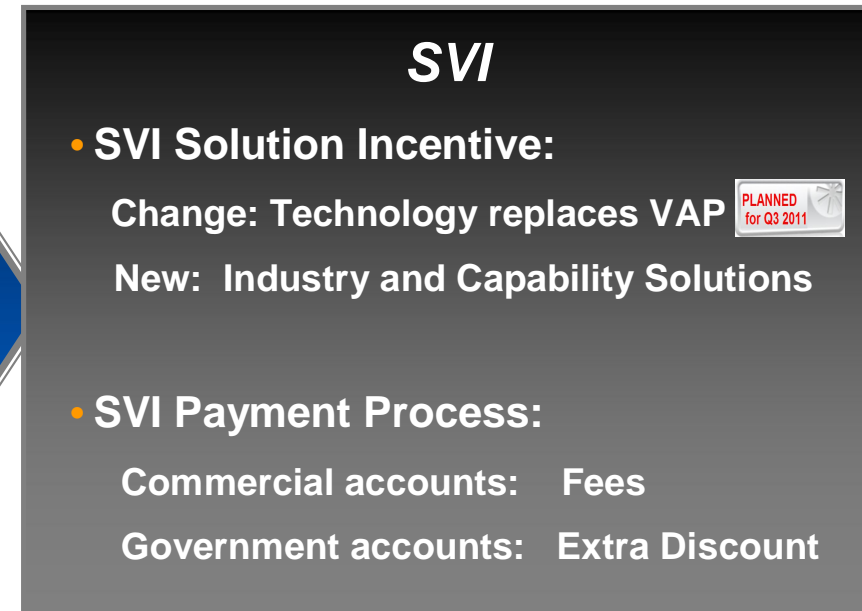 SVI
• SVI Solution Incentive:
Change: Technology replaces VAP
PLANNED
for Q3 2011
New: Industry and Capability Solutions
• SVI Payment Process:
Commercial accounts: Fees
Government accounts: Extra Discount